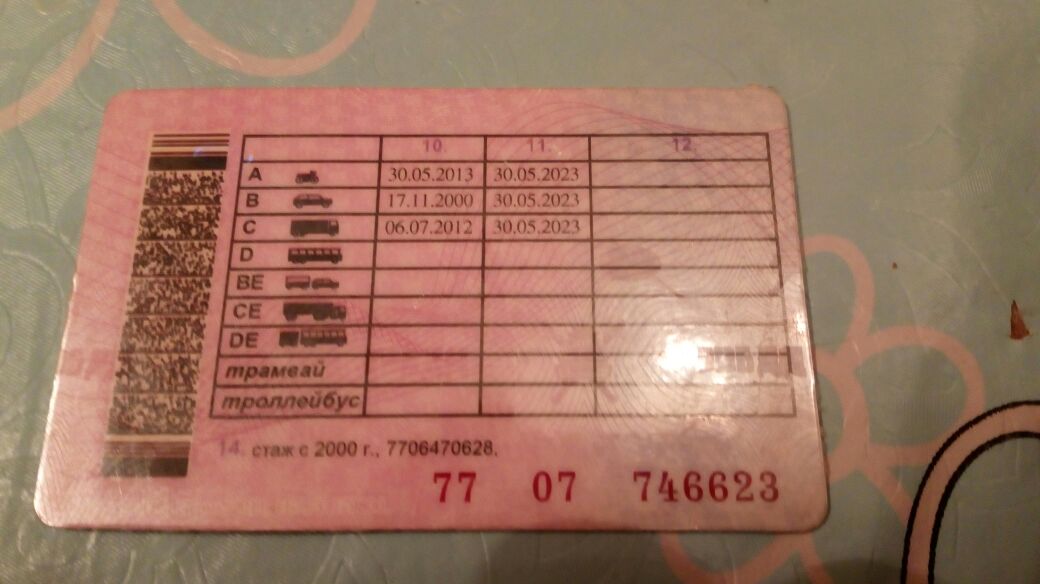 10. 11. 12.
A 30.05.2013 30.05.2023
B 17.11.2000 30.05.2023
C 06.07.2012 30.05.2023
D
BE
CE
DE
трамвай
троллейбус
14. стаж с 2000 г., 7706470628,
77 07 746623